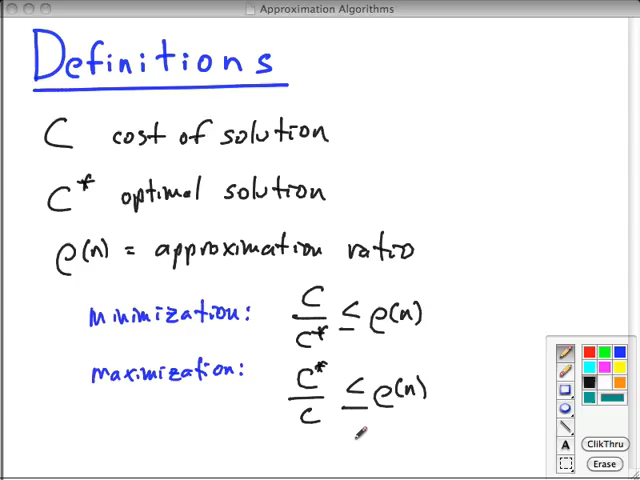 Approximation Algorithms
Definitions
C cost of solution
C* optimal solution
ρ(n) = approximation ratio
minimization: C/C* ≤ ρ(n)
maximization: C*/C ≤ ρ(n)
A
ClikThru
Erase